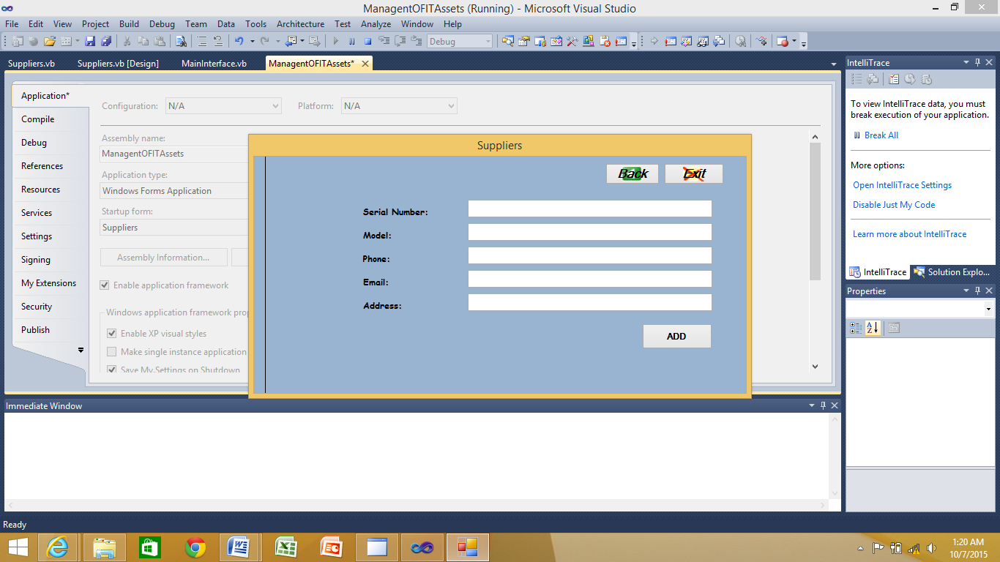 ManagentOFITAssets (Running) - Microsoft Visual Studio
File Edit View Project Build Debug Team Data Tools Architecture Test Analyze Window Help
Debug
Suppliers.vb Suppliers.vb [Design] MainInterface.vb ManagentOFITAssets*
Application*
Compile
Debug
References
Resources
Services
Settings
Signing
My Extensions
Security
Publish
Configuration: N/A Platform: N/A
Assembly name:
ManagentOFITAssets
Application type:
Windows Forms Application
Startup form:
Suppliers
Assembly Information...
Enable application framework
Windows application framework
Enable XP visual styles
Make single instance application
Save My.Settings on Shutdown
Suppliers
Back Exit
Serial Number:
Model:
Phone:
Email:
Address:
ADD
IntelliTrace
To view IntelliTrace data, you must
break execution of your application.
Break All
More options:
Open IntelliTrace Settings
Disable Just My Code
Learn more about IntelliTrace
IntelliTrace Solution Explo...
Properties
Immediate Window
Ready
1:20 AM
10/7/2015